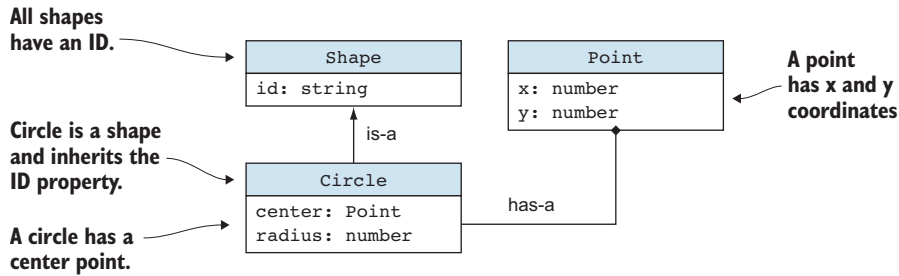 All shapes
have an ID.
Shape
id: string
Point
x: number
y: number
A point
has x and y
coordinates
is-a
Circle is a shape
and inherits the
ID property.
Circle
center: Point
radius: number
has-a
A circle has a
center point.